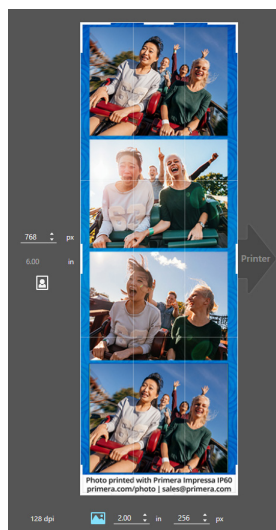 768 px
6.00 in
Printer
Photo printed with Primera Impressa IP60
primera.com/photo | sales@primera.com
128 dpi 2.00 in 256 px